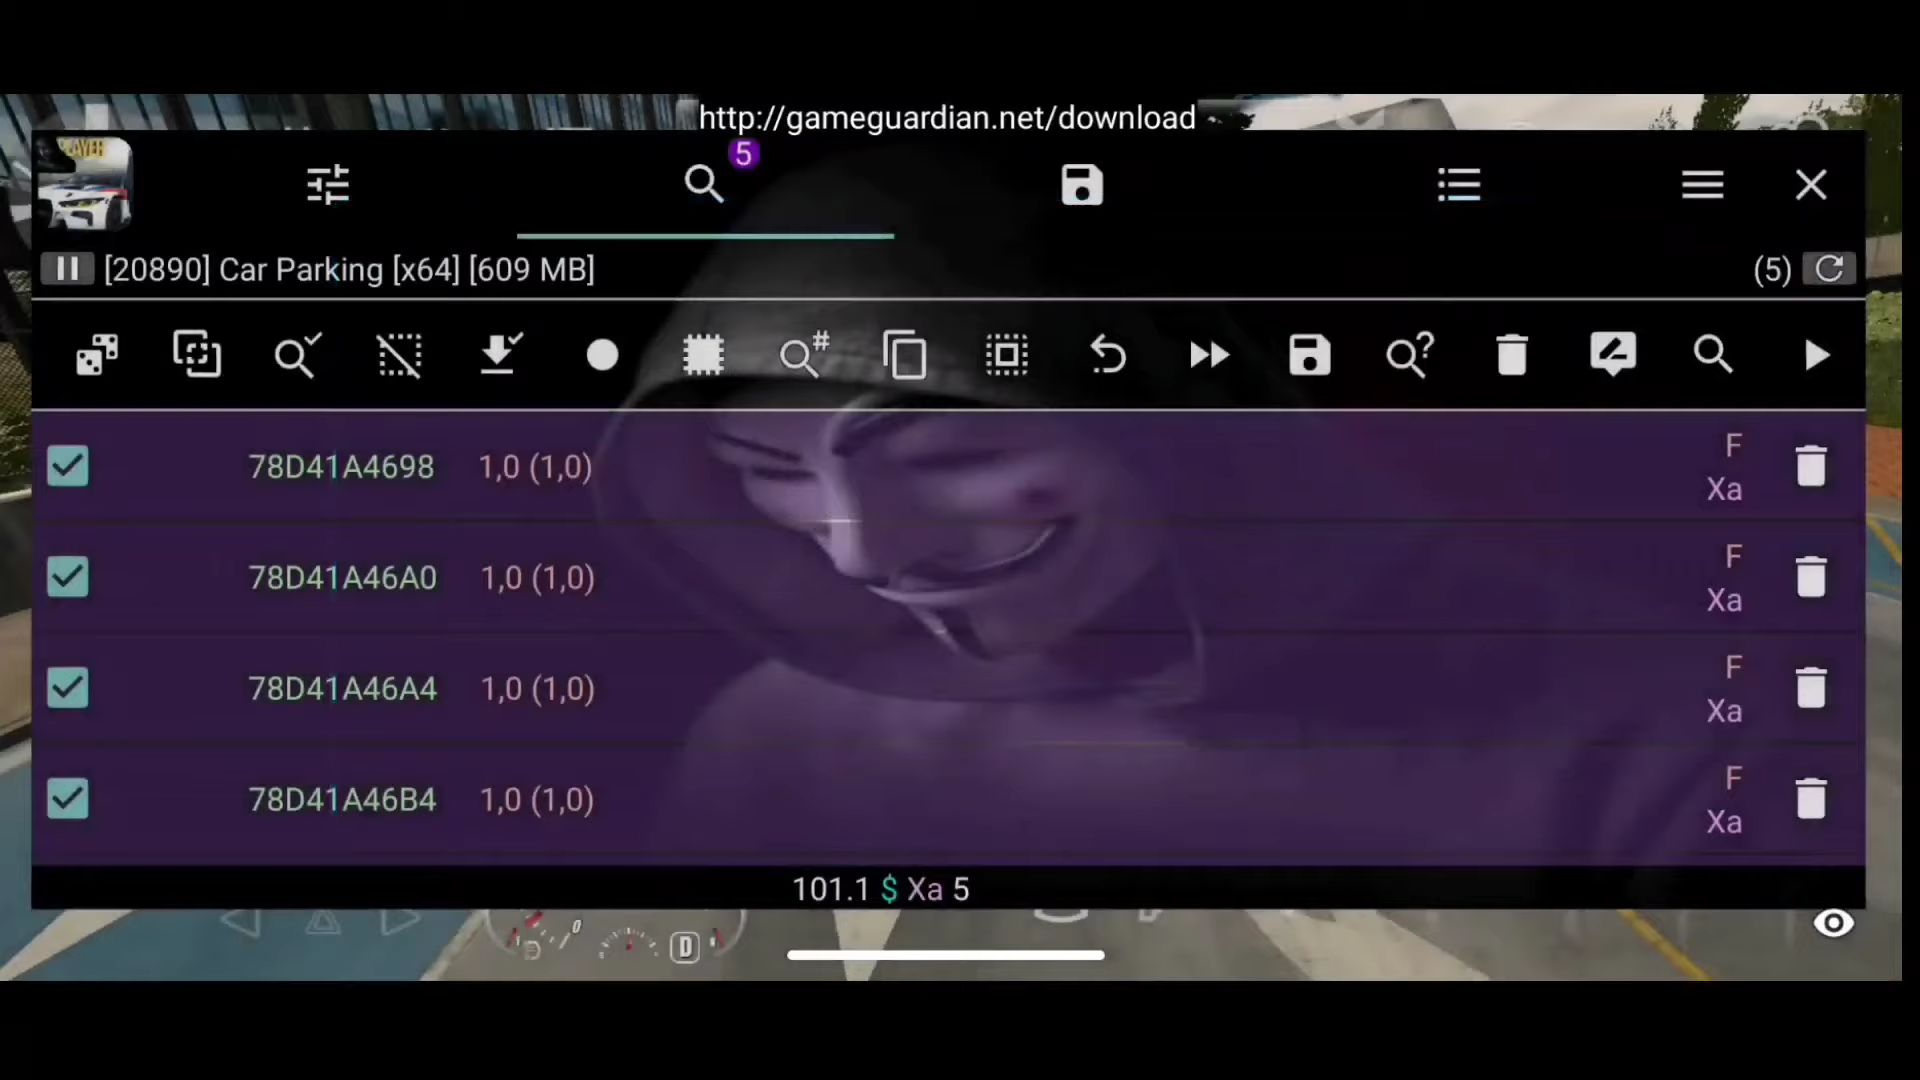 http://gameguardian.net/download
PLAYER
5
[20890] Car Parking [x64] [609 MB]
(5)
#
?
78D41A4698 1,0 (1,0) F
Xa
78D41A46A0 1,0 (1,0) F
Xa
78D41A46A4 1,0 (1,0) F
Xa
78D41A46B4 1,0 (1,0) F
Xa
101.1 $ Xa 5
0
D